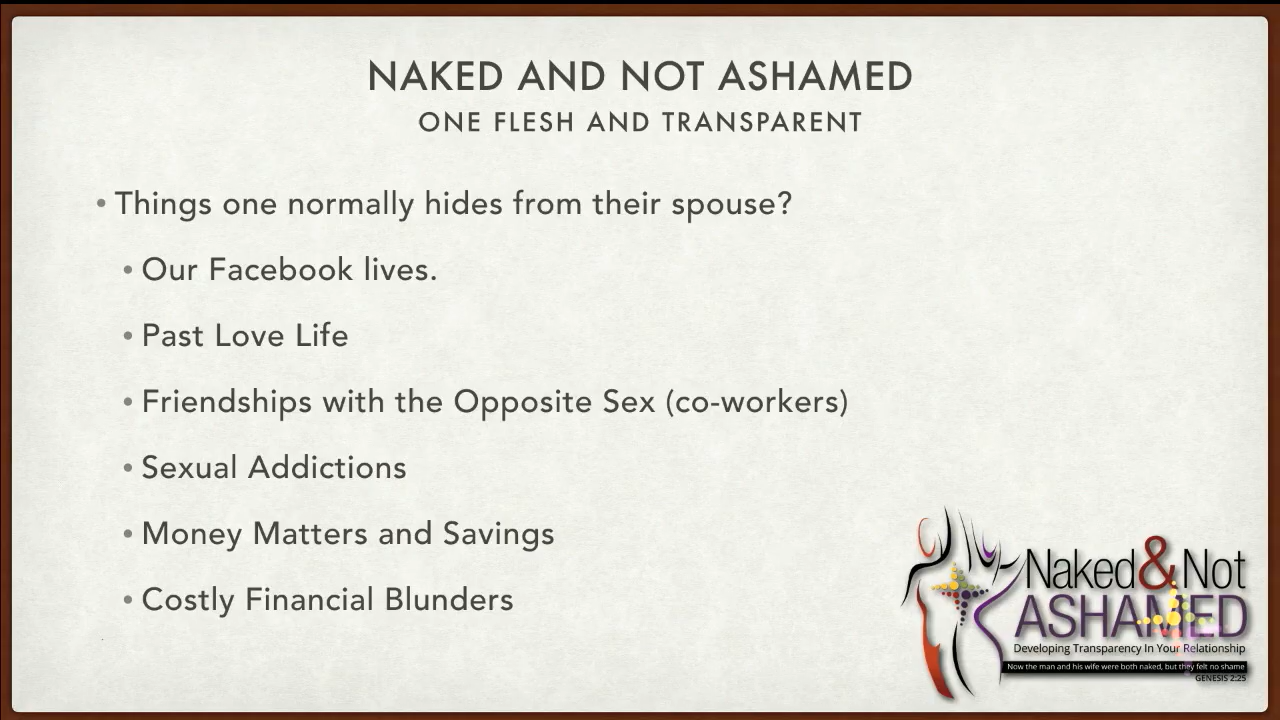 NAKED AND NOT ASHAMED
ONE FLESH AND TRANSPARENT
• Things one normally hides from their spouse?
• Our Facebook lives.
• Past Love Life
• Friendships with the Opposite Sex (co-workers)
• Sexual Addictions
• Money Matters and Savings
• Costly Financial Blunders
Naked & Not
ASHAMED
Developing Transparency In Your Relationship
Now the man and his wife were both naked, but they felt no shame
GENESIS 2:25